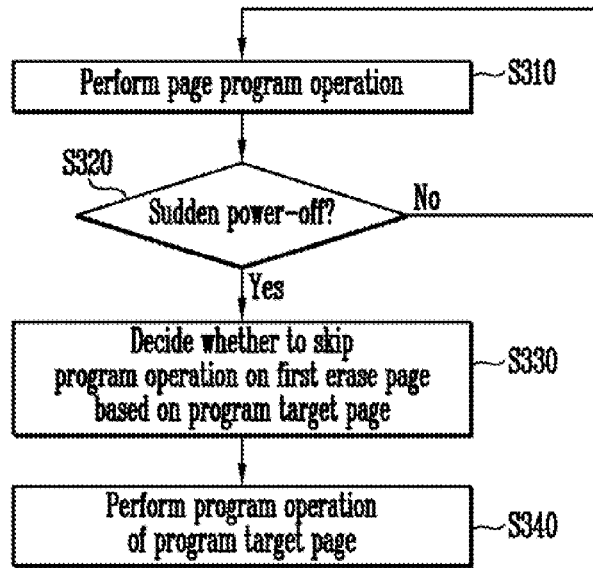 Perform page program operation
S310
S320
Sudden power-off?
No
Yes
Decide whether to skip
program operation on first erase page
based on program target page
S330
Perform program operation
of program target page
S340